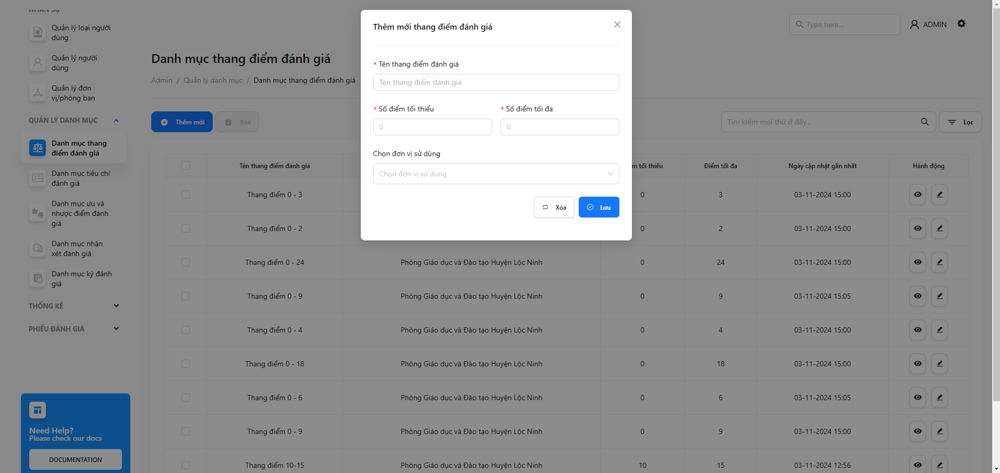 NHÂN SỰ
Quản lý loại người
dùng
Quản lý người
dùng
Quản lý đơn
vị/phòng ban
QUẢN LÝ DANH MỤC
Danh mục thang
điểm đánh giá
Danh mục tiêu chí
đánh giá
Danh mục ưu và
nhược điểm đánh
giá
Danh mục nhận
xét đánh giá
Danh mục kỳ đánh
giá
THỐNG KÊ
PHIẾU ĐÁNH GIÁ
Need Help?
Please check our docs
DOCUMENTATION
Type here...
ADMIN
Danh mục thang điểm đánh giá
Admin / Quản lý danh mục / Danh mục thang điểm đánh giá
Thêm mới
Xoá
Tìm kiếm mọi thứ ở đây...
Lọc
Thêm mới thang điểm đánh giá
* Tên thang điểm đánh giá
Tên thang điểm đánh giá
* Số điểm tối thiểu * Số điểm tối đa
0 0
Chọn đơn vị sử dùng
Chọn đơn vị sử dùng
Xóa Lưu
Tên thang điểm đánh giá tối thiếu Điểm tối đa Ngày cập nhật gần nhất Hành động
Thang điểm 0 - 3 0 3 03-11-2024 15:00
Thang điểm 0 - 2 0 2 03-11-2024 15:00
Thang điểm 0 - 24 Phòng Giáo dục và Đào tạo Huyện Lộc Ninh 0 24 03-11-2024 15:00
Thang điểm 0 - 9 Phòng Giáo dục và Đào tạo Huyện Lộc Ninh 0 9 03-11-2024 15:05
Thang điểm 0 - 4 Phòng Giáo dục và Đào tạo Huyện Lộc Ninh 0 4 03-11-2024 15:00
Thang điểm 0 - 18 Phòng Giáo dục và Đào tạo Huyện Lộc Ninh 0 18 03-11-2024 15:00
Thang điểm 0 - 6 Phòng Giáo dục và Đào tạo Huyện Lộc Ninh 0 6 03-11-2024 15:05
Thang điểm 0 - 9 Phòng Giáo dục và Đào tạo Huyện Lộc Ninh 0 9 03-11-2024 15:00
Thang điểm 10-15 Phòng Giáo dục và Đào tạo Huyện Lộc Ninh 10 15 03-11-2024 12:56